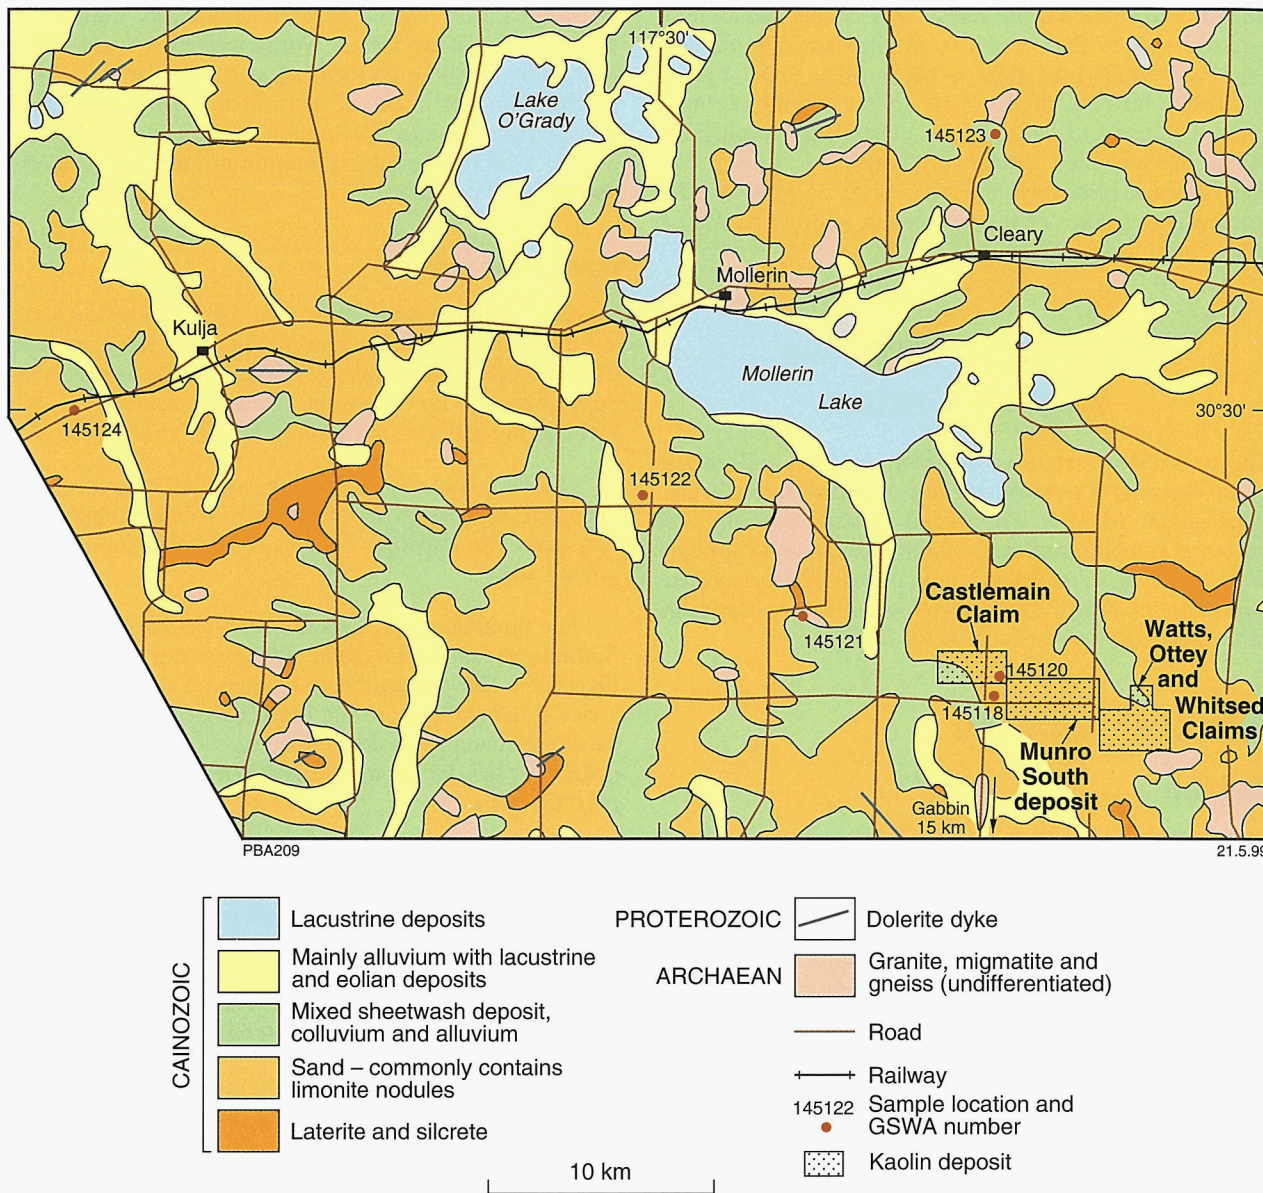 117°30'
Lake
O'Grady
145123
Cleary
Mollerin
Kulja
Mollerin
Lake
30°30'
145124
145122
Castlemain
Claim
145121
Watts,
Ottey
and
Whitsed
Claims
145120
145118
Munro
South
deposit
Gabbin
15 km
PBA209
21.5.99
CAINOZOIC
Lacustrine deposits
Mainly alluvium with lacustrine
and eolian deposits
Mixed sheetwash deposit,
colluvium and alluvium
Sand – commonly contains
limonite nodules
Laterite and silcrete
PROTEROZOIC
Dolerite dyke
ARCHAEAN
Granite, migmatite and
gneiss (undifferentiated)
Road
Railway
145122
Sample location and
GSWA number
Kaolin deposit
10 km